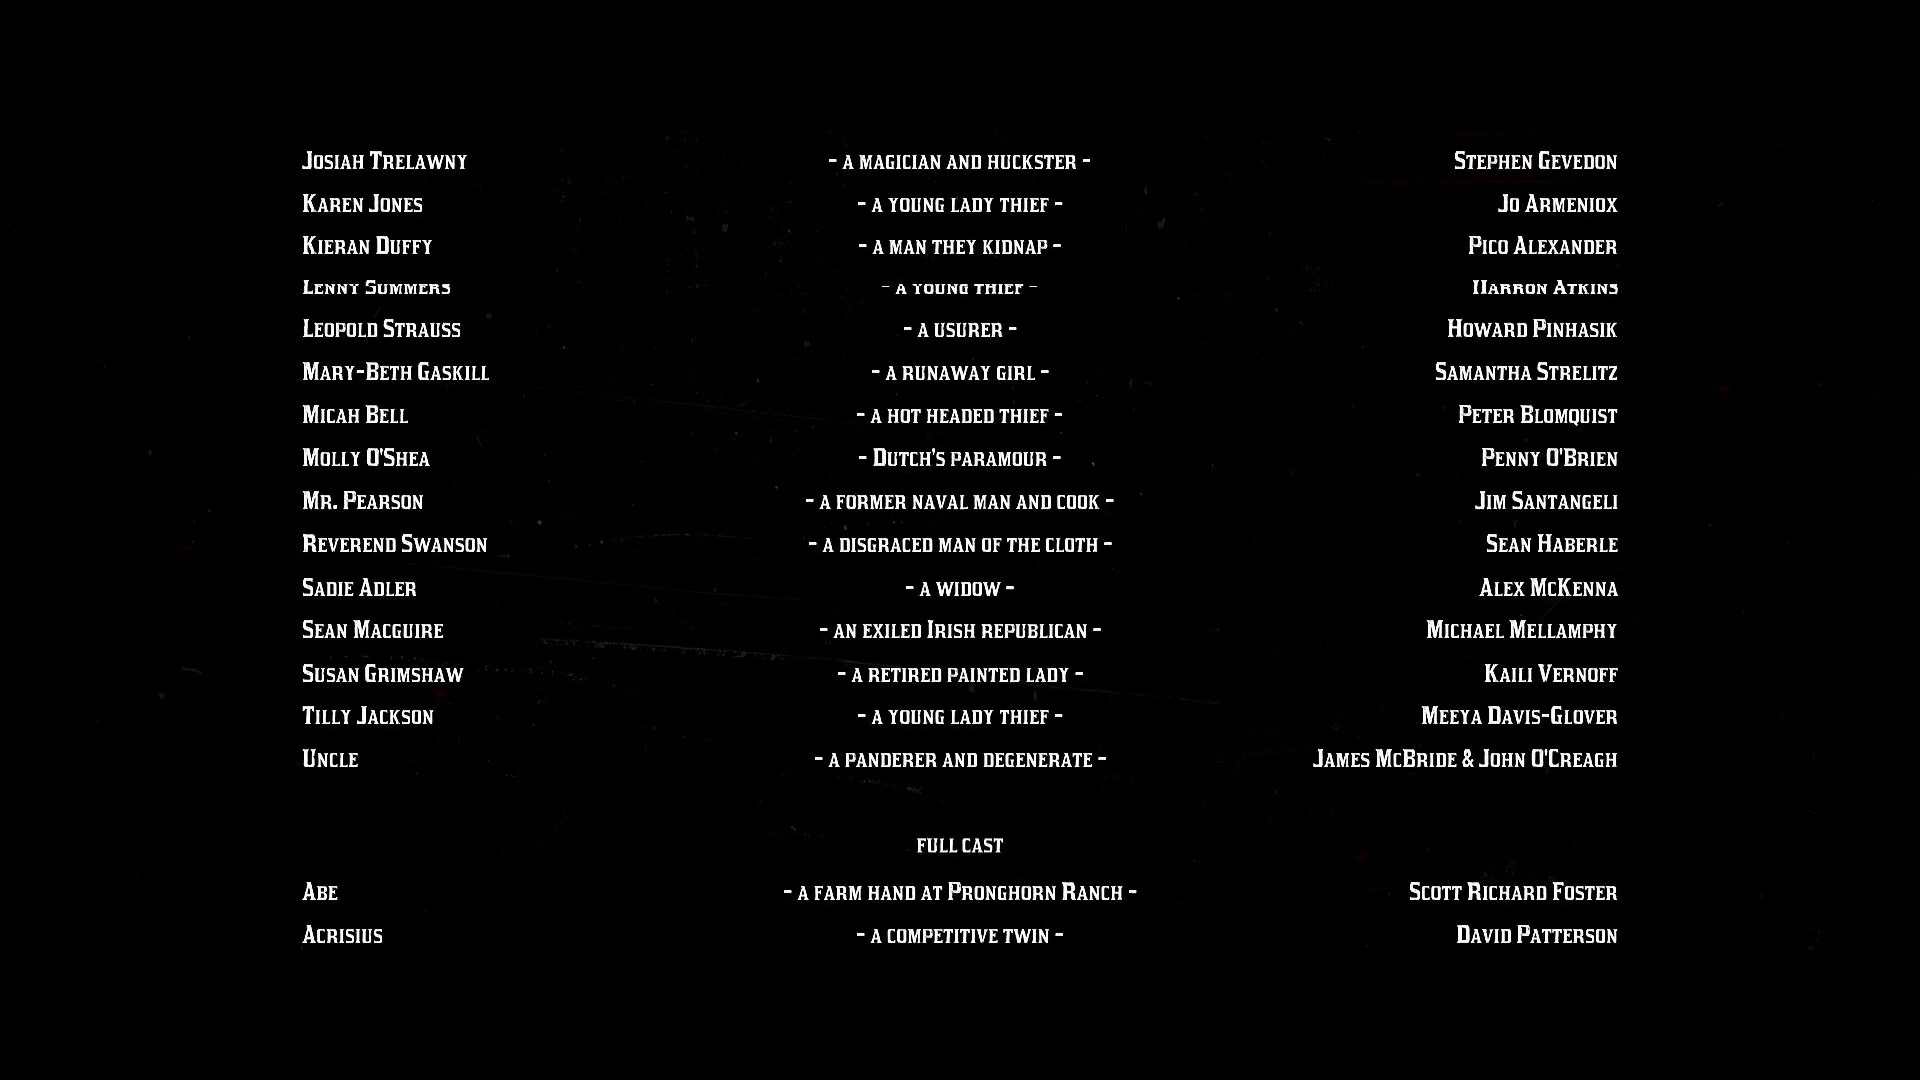 Josiah Trelawny - a magician and huckster - Stephen Gevedon
Karen Jones - a young lady thief - Jo Armeniox
Kieran Duffy - a man they kidnap - Pico Alexander
Lenny Summers - a young thief - Harron Atkins
Leopold Strauss - a usurer - Howard Pinhasik
Mary-Beth Gaskill - a runaway girl - Samantha Strelitz
Micah Bell - a hot headed thief - Peter Blomquist
Molly O'Shea - Dutch's paramour - Penny O'Brien
Mr. Pearson - a former naval man and cook - Jim Santangeli
Reverend Swanson - a disgraced man of the cloth - Sean Haberle
Sadie Adler - a widow - Alex McKenna
Sean Macguire - an exiled Irish republican - Michael Mellamphy
Susan Grimshaw - a retired painted lady - Kaili Vernoff
Tilly Jackson - a young lady thief - Meeya Davis-Glover
Uncle - a panderer and degenerate - James McBride & John O'Creagh
full cast
Abe - a farm hand at Pronghorn Ranch - Scott Richard Foster
Acrisius - a competitive twin - David Patterson